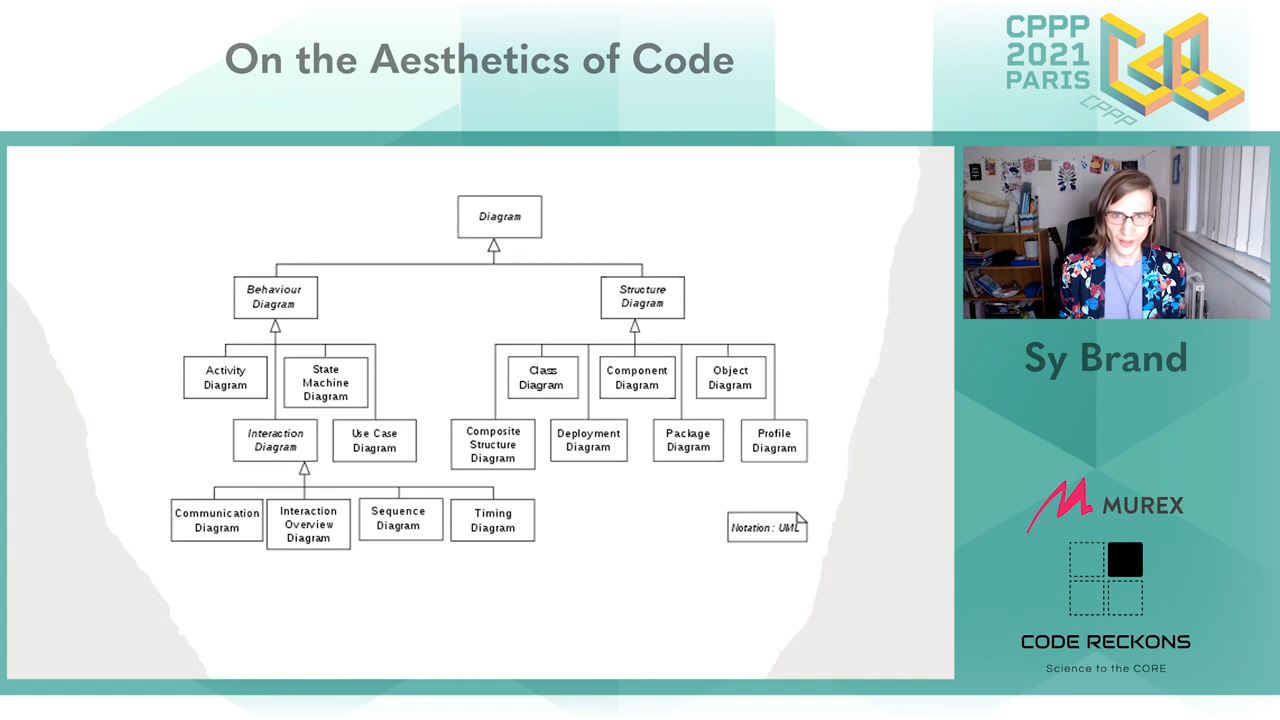 On the Aesthetics of Code
CPPP
2021
PARIS
CPPP
Diagram
Behaviour
Diagram
Structure
Diagram
Activity
Diagram
State
Machine
Diagram
Class
Diagram
Component
Diagram
Object
Diagram
Interaction
Diagram
Use Case
Diagram
Composite
Structure
Diagram
Deployment
Diagram
Package
Diagram
Profile
Diagram
Communication
Diagram
Interaction
Overview
Diagram
Sequence
Diagram
Timing
Diagram
Notation : UML
Sy Brand
MUREX
CODE RECKONS
Science to the CORE